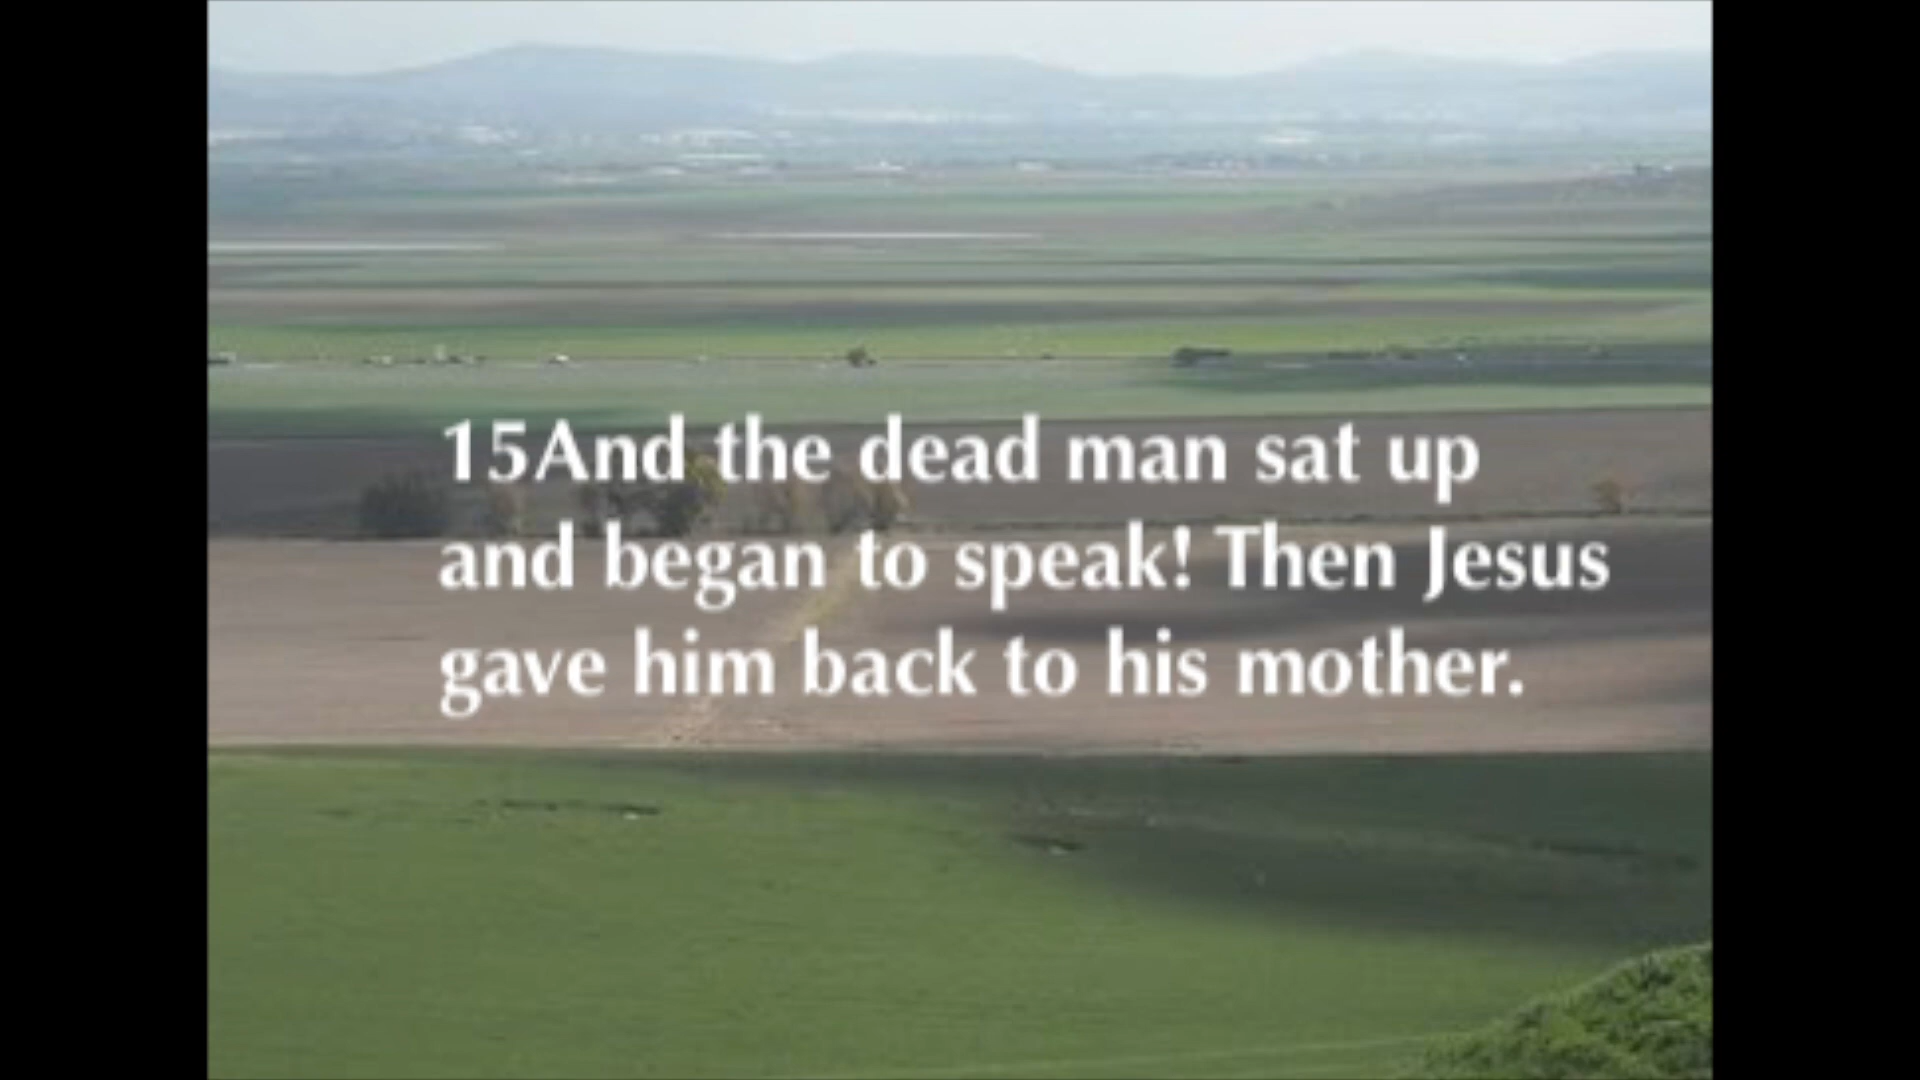 15And the dead man sat up
and began to speak! Then Jesus
gave him back to his mother.